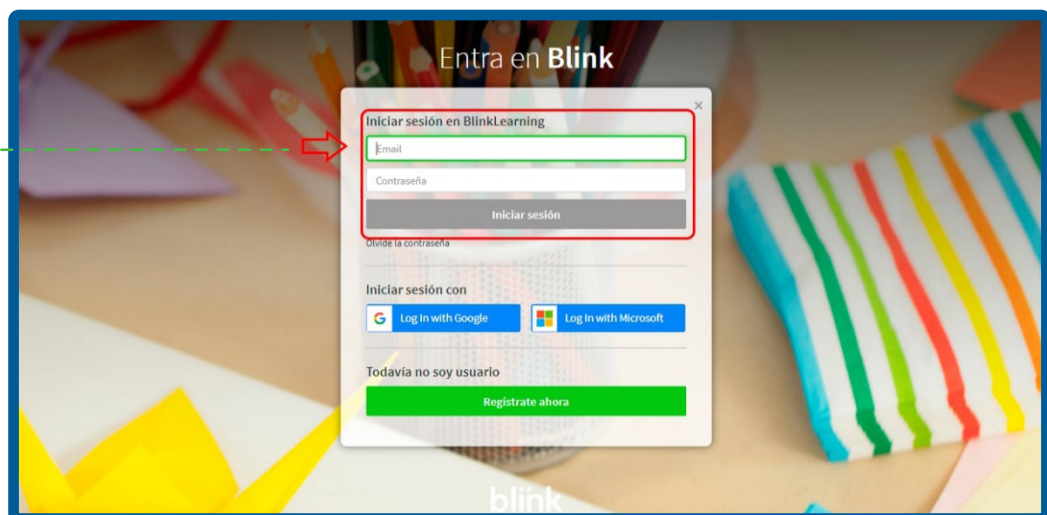 Entra en Blink
×
Iniciar sesión en BlinkLearning
Email
Contraseña
Iniciar sesión
Olvidé la contraseña
Iniciar sesión con
Log In with Google
Log In with Microsoft
Todavía no soy usuario
Regístrate ahora
blink